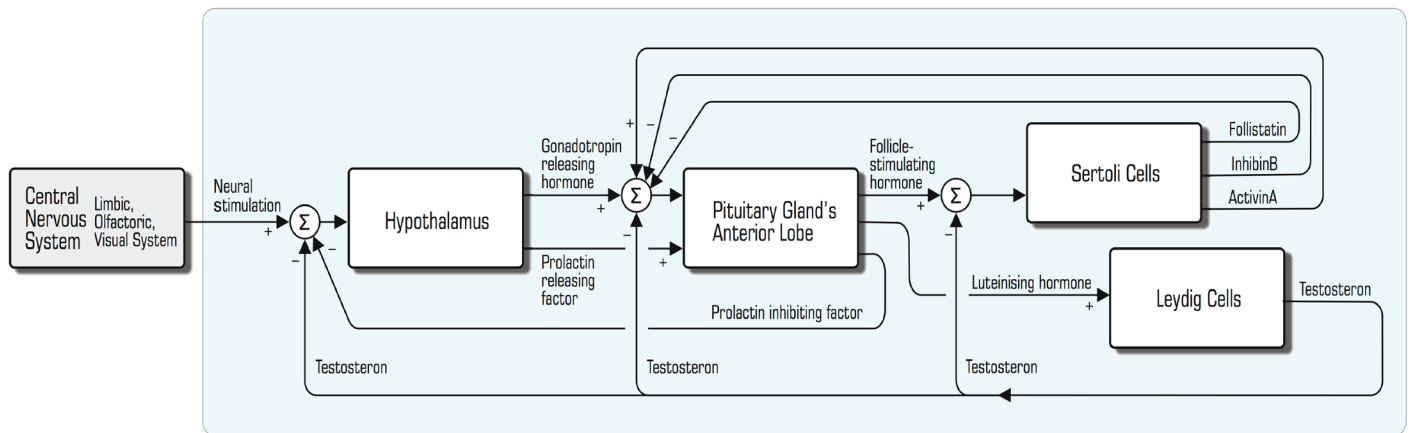 Central
Nervous
System
Limbic,
Olfactoric,
Visual System
Neural
stimulation
+
Σ
−
−
Hypothalamus
Gonadotropin
releasing
hormone
+
Prolactin
releasing
factor
+
+
−
−
Σ
−
Pituitary Gland's
Anterior Lobe
Prolactin inhibiting factor
Follicle-
stimulating
hormone
+
Σ
−
Sertoli Cells
Follistatin
InhibinB
ActivinA
Luteinising hormone
+
Leydig Cells
Testosteron
Testosteron
Testosteron
Testosteron